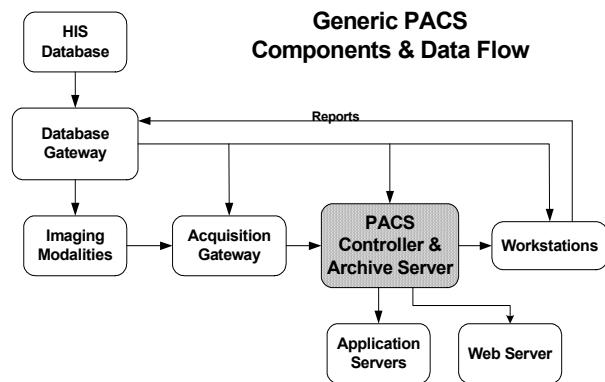 Generic PACS
Components & Data Flow
HIS
Database
Database
Gateway
Reports
Imaging
Modalities
Acquisition
Gateway
PACS
Controller &
Archive Server
Workstations
Application
Servers
Web Server